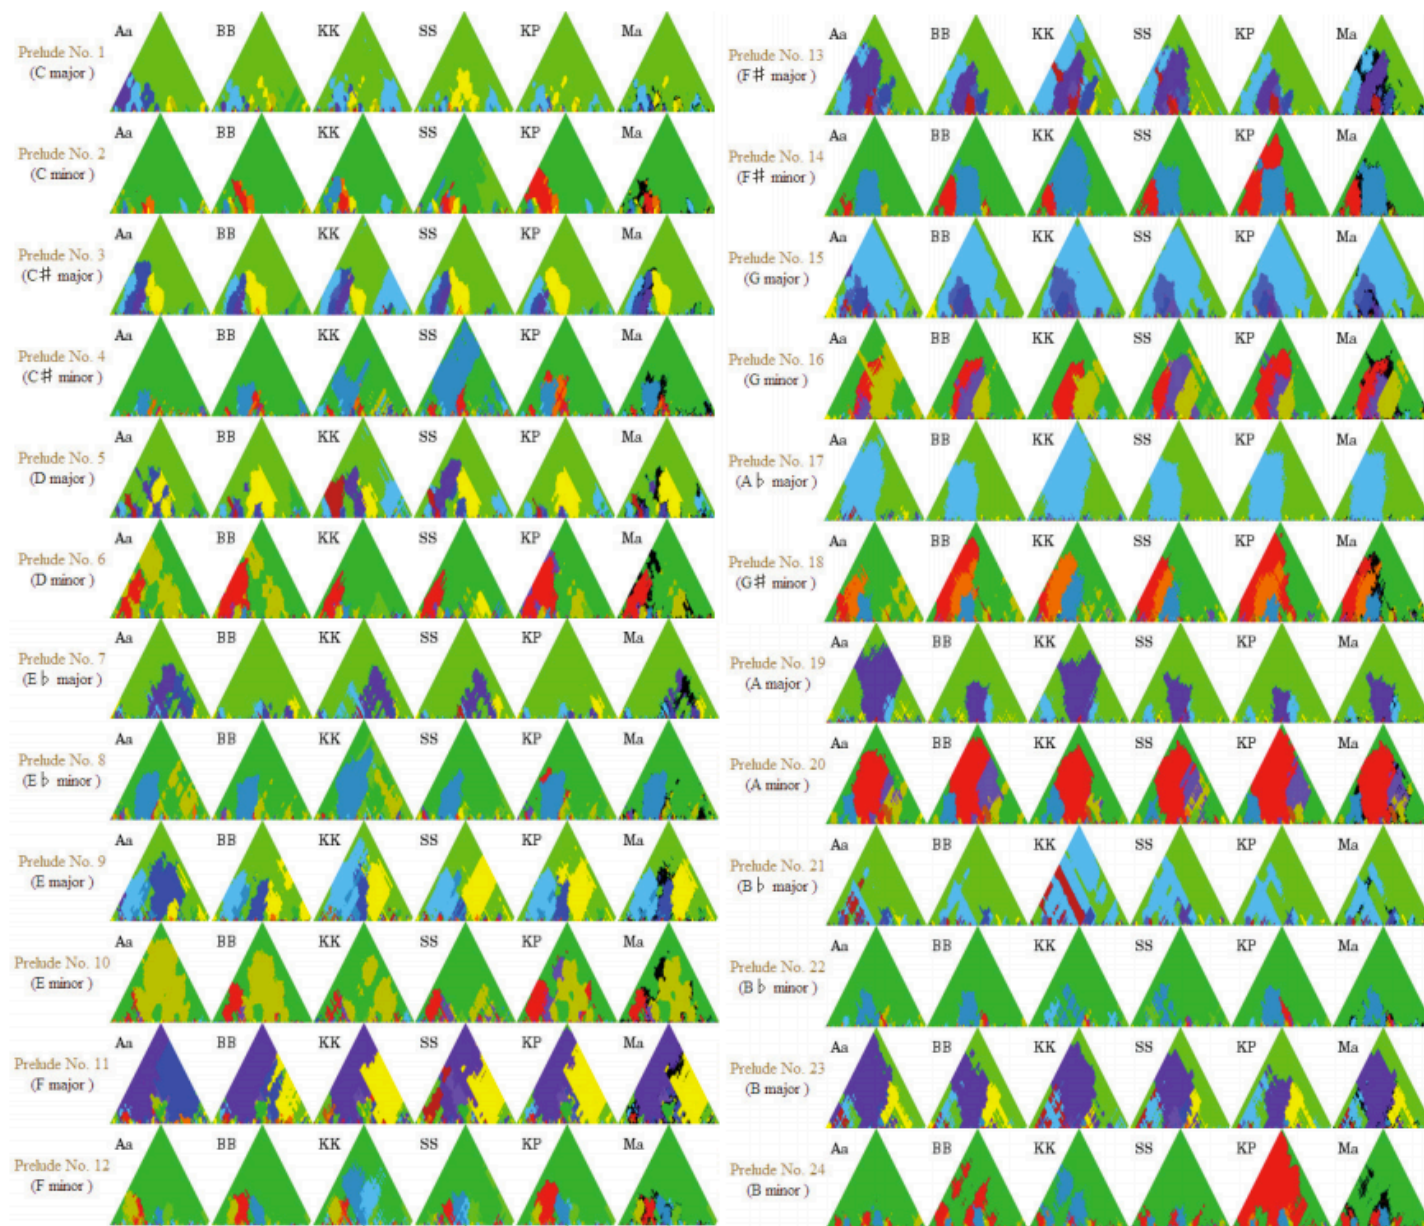 Aa BB KK SS KP Ma
Prelude No. 1
(C major )
Aa BB KK SS KP Ma
Prelude No. 2
(C minor )
Aa BB KK SS KP Ma
Prelude No. 3
(C♯ major )
Aa BB KK SS KP Ma
Prelude No. 4
(C♯ minor )
Aa BB KK SS KP Ma
Prelude No. 5
(D major )
Aa BB KK SS KP Ma
Prelude No. 6
(D minor )
Aa BB KK SS KP Ma
Prelude No. 7
(E♭ major )
Aa BB KK SS KP Ma
Prelude No. 8
(E♭ minor )
Aa BB KK SS KP Ma
Prelude No. 9
(E major )
Aa BB KK SS KP Ma
Prelude No. 10
(E minor )
Aa BB KK SS KP Ma
Prelude No. 11
(F major )
Aa BB KK SS KP Ma
Prelude No. 12
(F minor )
Aa BB KK SS KP Ma
Prelude No. 13
(F♯ major )
Aa BB KK SS KP Ma
Prelude No. 14
(F♯ minor )
Aa BB KK SS KP Ma
Prelude No. 15
(G major )
Aa BB KK SS KP Ma
Prelude No. 16
(G minor )
Aa BB KK SS KP Ma
Prelude No. 17
(A♭ major )
Aa BB KK SS KP Ma
Prelude No. 18
(G♯ minor )
Aa BB KK SS KP Ma
Prelude No. 19
(A major )
Aa BB KK SS KP Ma
Prelude No. 20
(A minor )
Aa BB KK SS KP Ma
Prelude No. 21
(B♭ major )
Aa BB KK SS KP Ma
Prelude No. 22
(B♭ minor )
Aa BB KK SS KP Ma
Prelude No. 23
(B major )
Aa BB KK SS KP Ma
Prelude No. 24
(B minor )